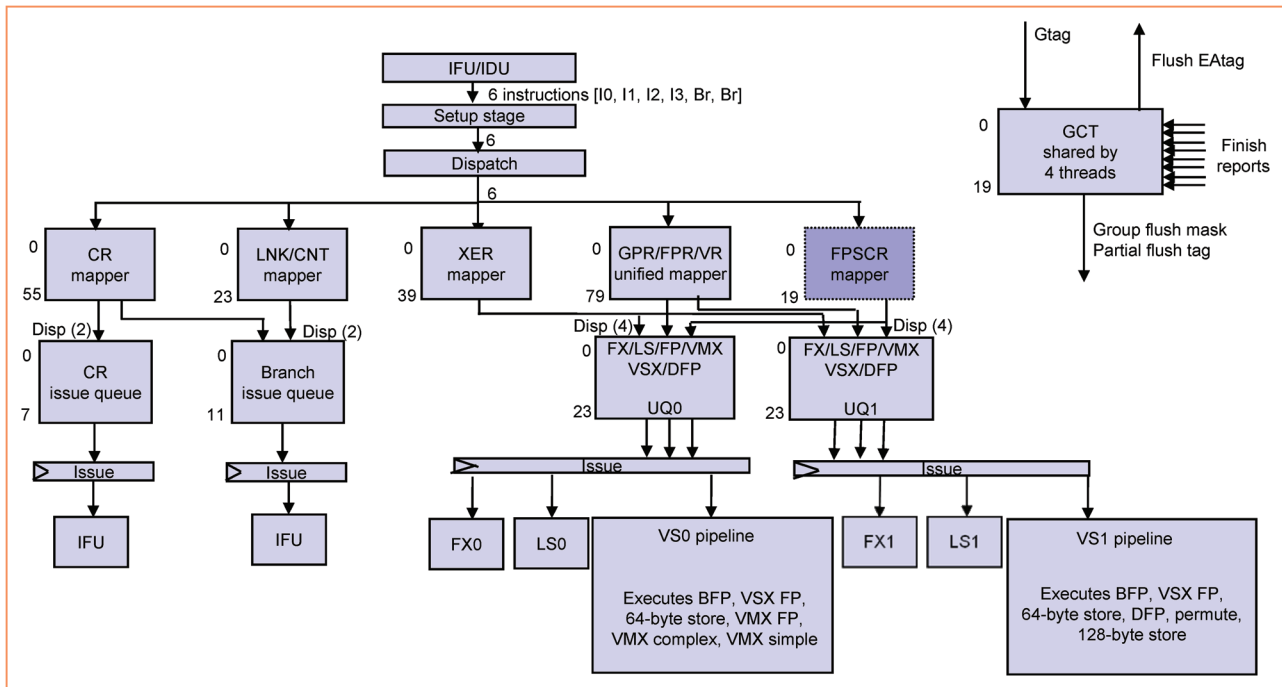 IFU/IDU
6 instructions [I0, I1, I2, I3, Br, Br]
Setup stage
6
Dispatch
6
Gtag
Flush EAtag
0
19
GCT
shared by
4 threads
Finish
reports
Group flush mask
Partial flush tag
0
55
CR
mapper
0
23
LNK/CNT
mapper
0
39
XER
mapper
0
79
GPR/FPR/VR
unified mapper
0
19
FPSCR
mapper
Disp (2)
Disp (2)
Disp (4)
Disp (4)
0
7
CR
issue queue
0
11
Branch
issue queue
0
23
FX/LS/FP/VMX
VSX/DFP
UQ0
0
23
FX/LS/FP/VMX
VSX/DFP
UQ1
Issue
Issue
Issue
Issue
IFU
IFU
FX0
LS0
VS0 pipeline
Executes BFP, VSX FP,
64-byte store, VMX FP,
VMX complex, VMX simple
FX1
LS1
VS1 pipeline
Executes BFP, VSX FP,
64-byte store, DFP, permute,
128-byte store